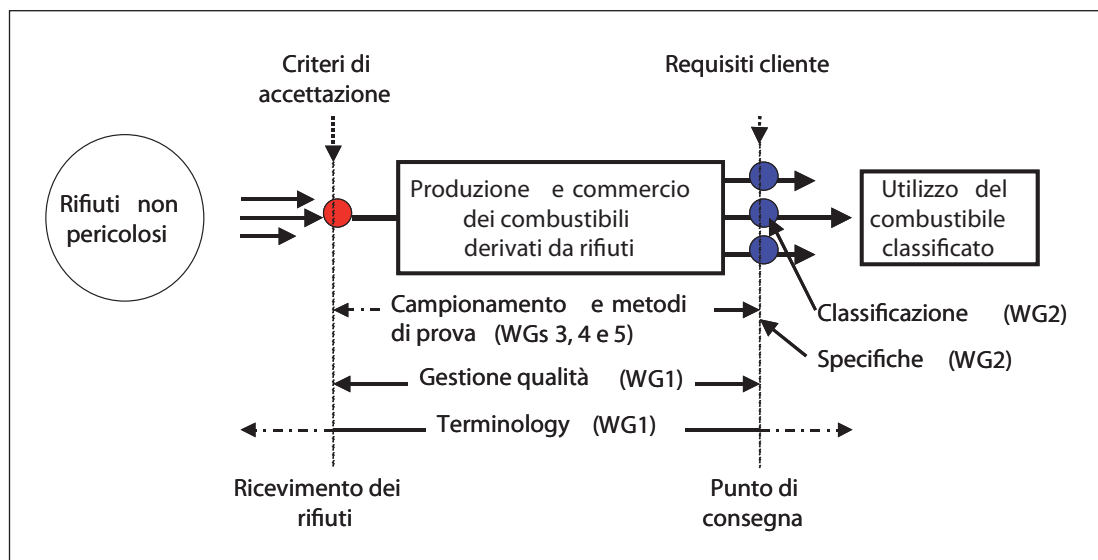 Criteri di
accettazione
Requisiti cliente
Rifiuti non
pericolosi
Produzione e commercio
dei combustibili
derivati da rifiuti
Utilizzo del
combustibile
classificato
Campionamento e metodi
di prova (WGs 3, 4 e 5)
Classificazione (WG2)
Specifiche (WG2)
Gestione qualità (WG1)
Terminology (WG1)
Ricevimento dei
rifiuti
Punto di
consegna